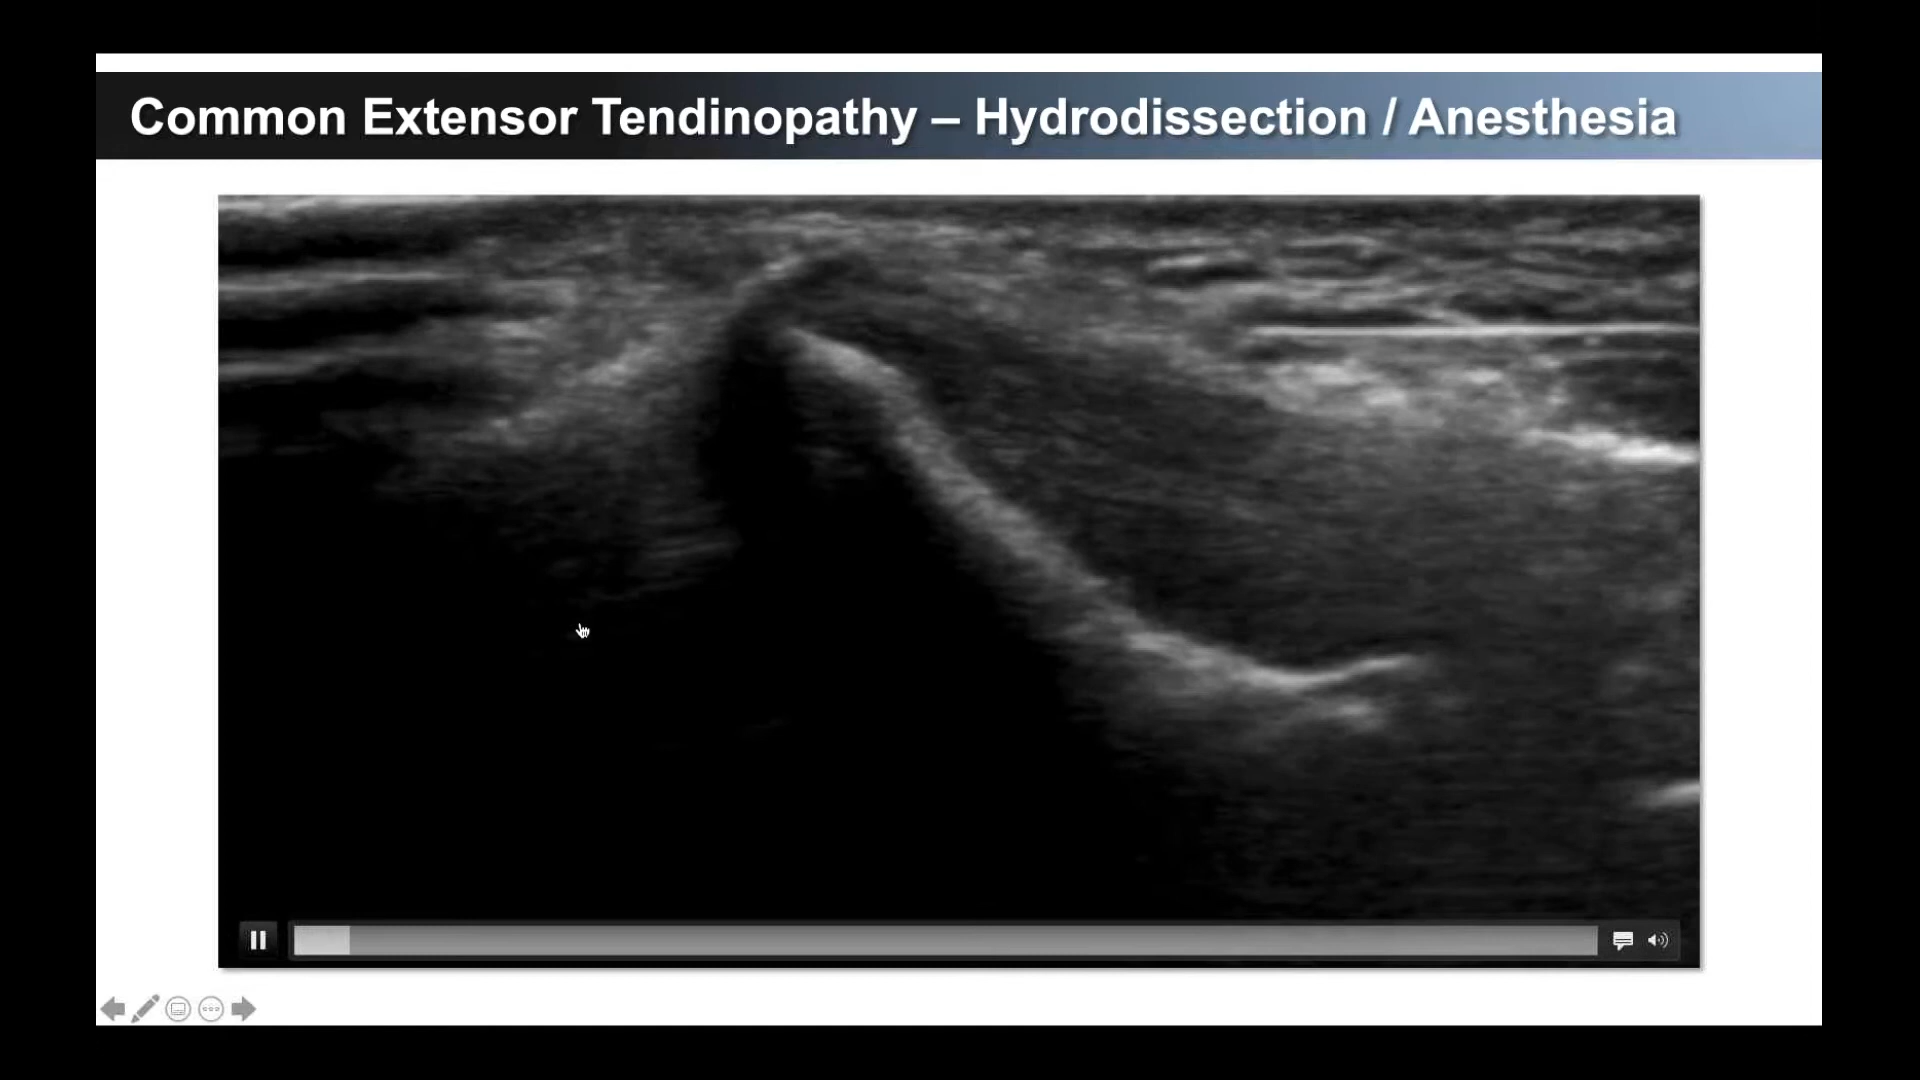 Common Extensor Tendinopathy – Hydrodissection / Anesthesia